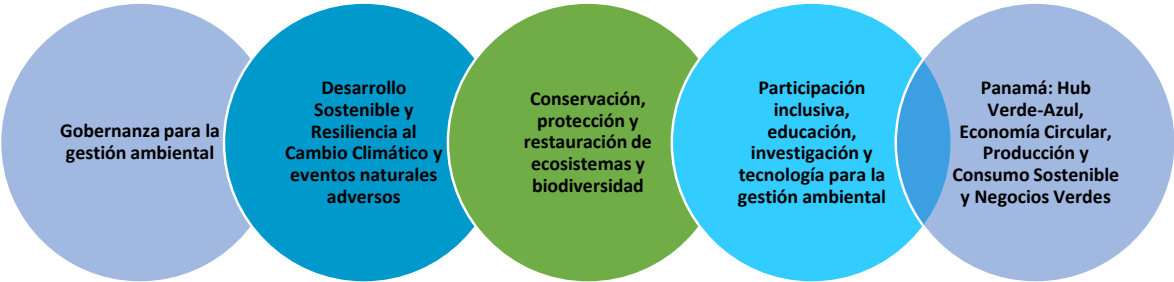 Gobernanza para la
gestión ambiental
Desarrollo
Sostenible y
Resiliencia al
Cambio Climático y
eventos naturales
adversos
Conservación,
protección y
restauración de
ecosistemas y
biodiversidad
Participación
inclusiva,
educación,
investigación y
tecnología para la
gestión ambiental
Panamá: Hub
Verde-Azul,
Economía Circular,
Producción y
Consumo Sostenible
y Negocios Verdes